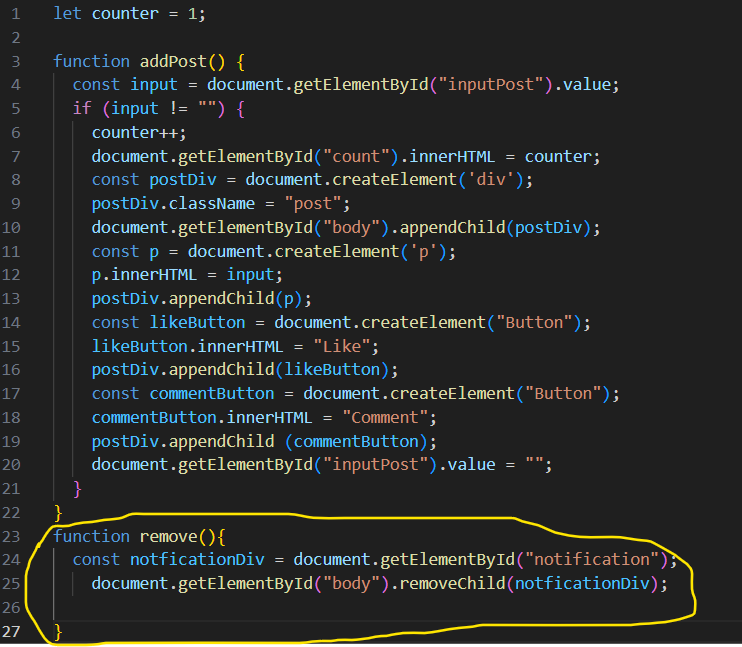 1 let counter = 1;
2
3 function addPost() {
4 const input = document.getElementById("inputPost").value;
5 if (input != "") {
6 counter++;
7 document.getElementById("count").innerHTML = counter;
8 const postDiv = document.createElement('div');
9 postDiv.className = "post";
10 document.getElementById("body").appendChild(postDiv);
11 const p = document.createElement('p');
12 p.innerHTML = input;
13 postDiv.appendChild(p);
14 const likeButton = document.createElement("Button");
15 likeButton.innerHTML = "Like";
16 postDiv.appendChild(likeButton);
17 const commentButton = document.createElement("Button");
18 commentButton.innerHTML = "Comment";
19 postDiv.appendChild (commentButton);
20 document.getElementById("inputPost").value = "";
21 }
22 }
23 function remove(){
24 const notficationDiv = document.getElementById("notification");
25 document.getElementById("body").removeChild(notficationDiv);
26
27 }